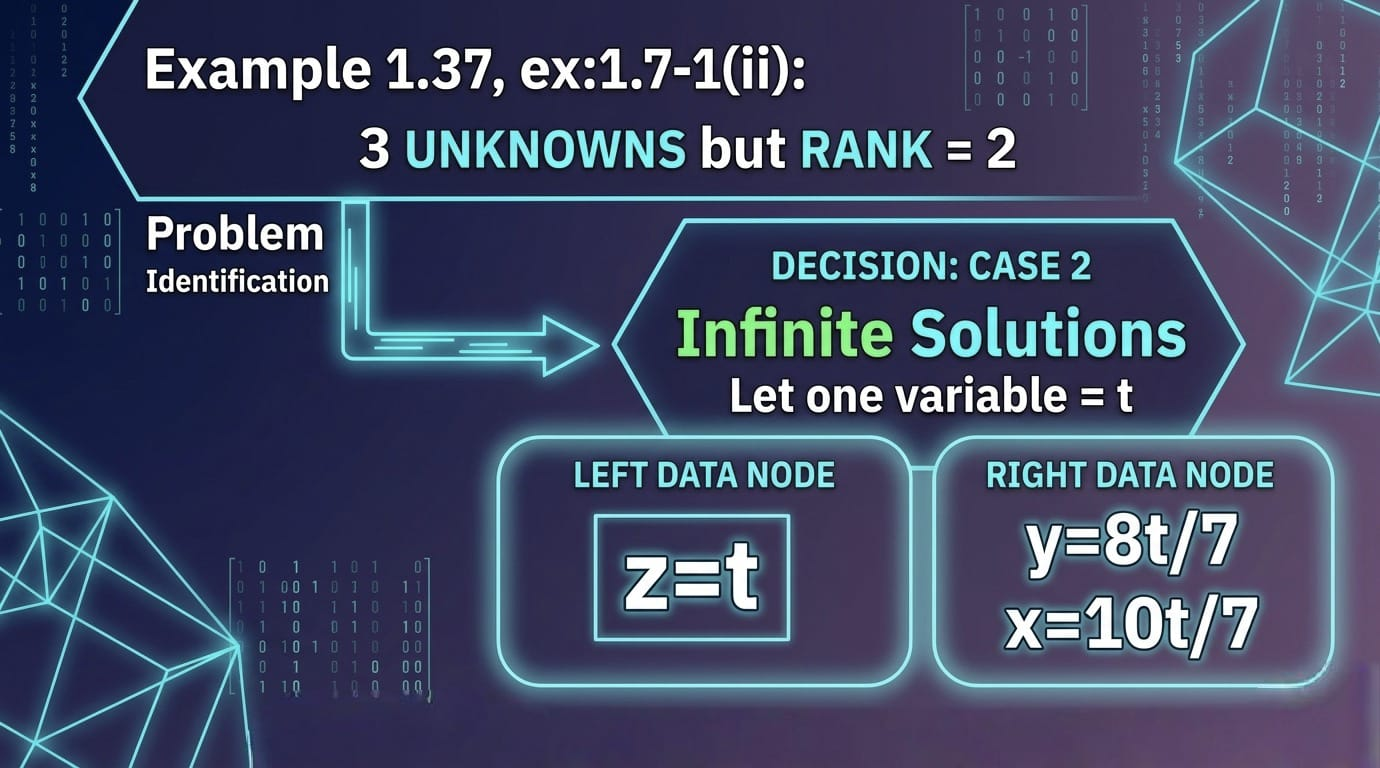 Example 1.37, ex:1.7-1(ii):
3 UNKNOWNS but RANK = 2
Problem
Identification
DECISION: CASE 2
Infinite Solutions
Let one variable = t
LEFT DATA NODE
z=t
RIGHT DATA NODE
y=8t/7
x=10t/7